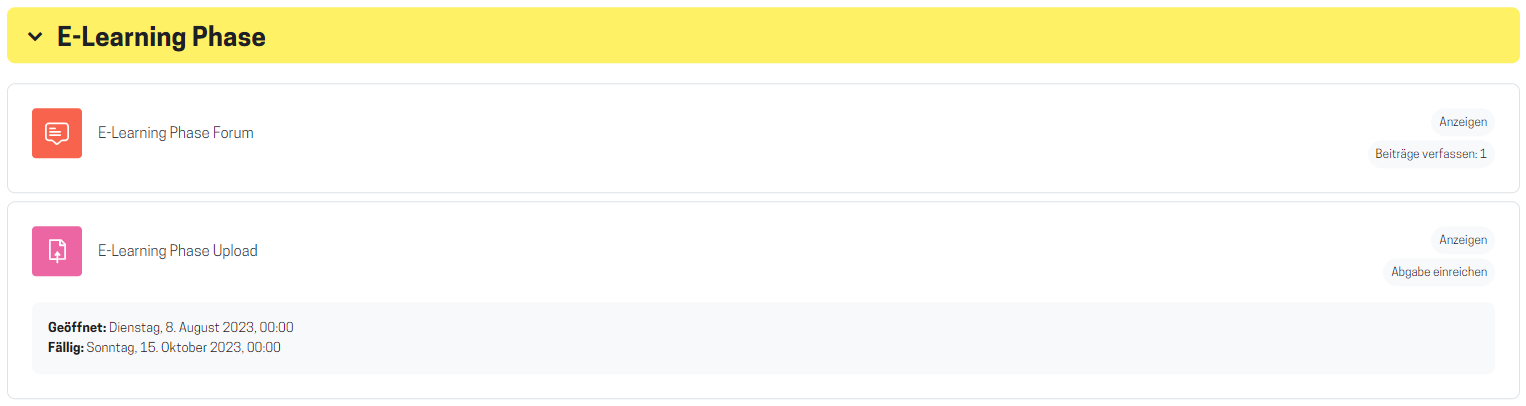 E-Learning Phase
E-Learning Phase Forum
Anzeigen
Beiträge verfassen: 1
E-Learning Phase Upload
Anzeigen
Abgabe einreichen
Geöffnet: Dienstag, 8. August 2023, 00:00
Fällig: Sonntag, 15. Oktober 2023, 00:00